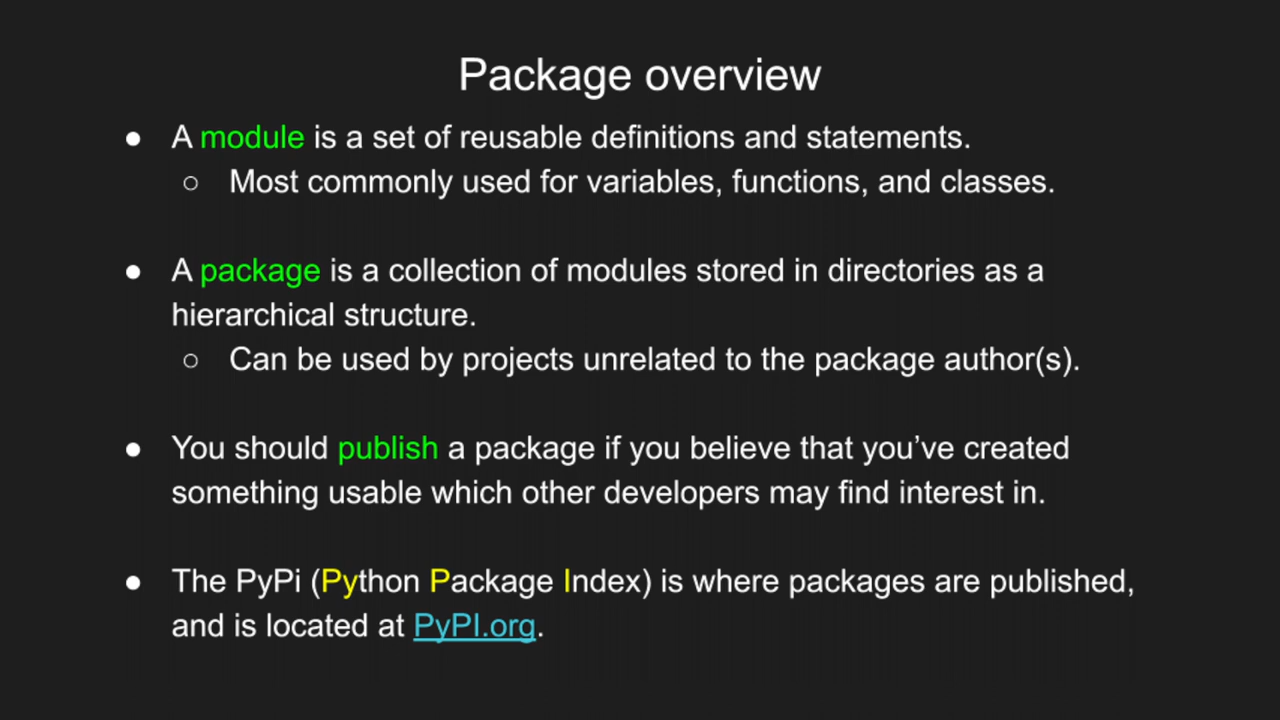 Package overview
● A module is a set of reusable definitions and statements.
○ Most commonly used for variables, functions, and classes.
● A package is a collection of modules stored in directories as a
hierarchical structure.
○ Can be used by projects unrelated to the package author(s).
● You should publish a package if you believe that you’ve created
something usable which other developers may find interest in.
● The PyPi (Python Package Index) is where packages are published,
and is located at PyPI.org.